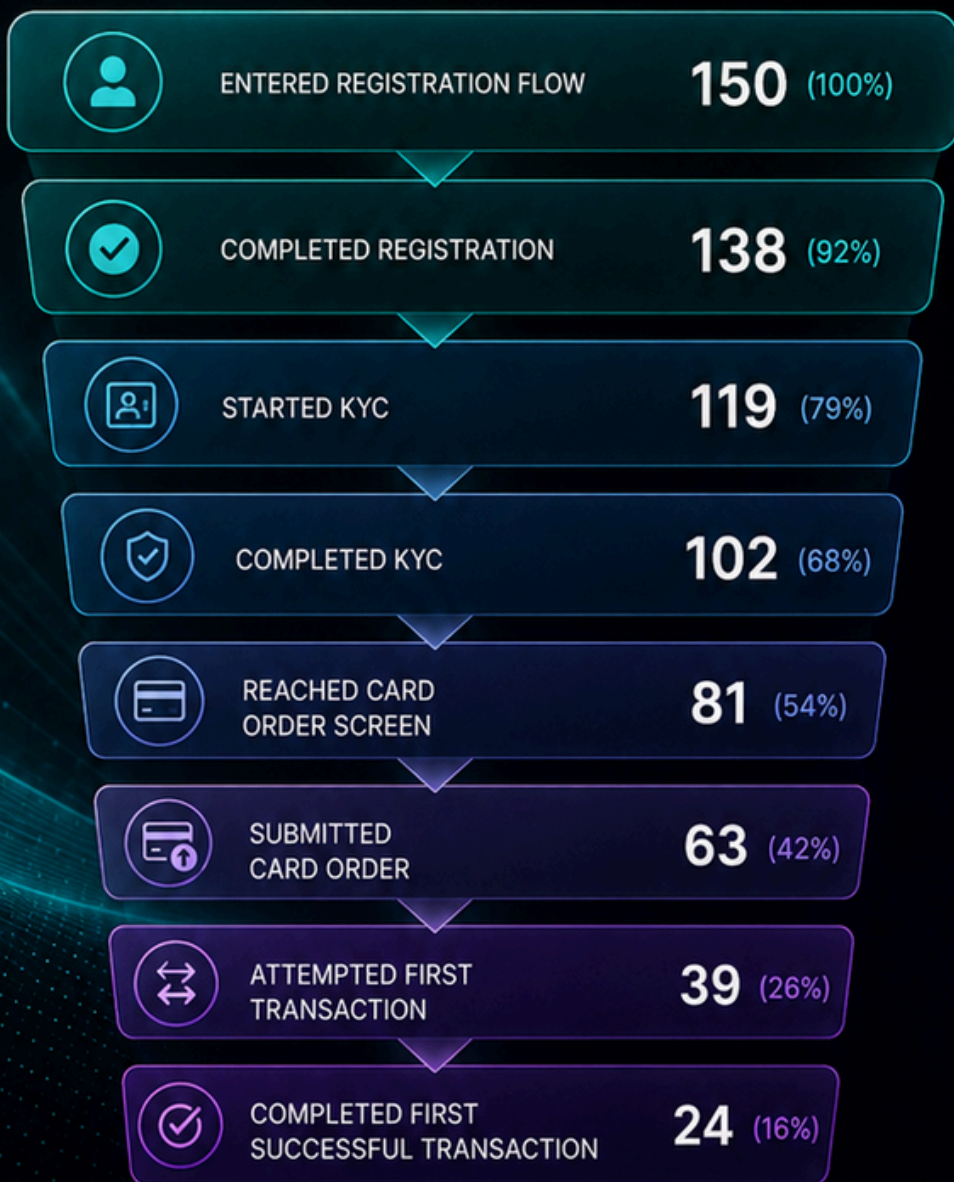 ENTERED REGISTRATION FLOW 150 (100%)
COMPLETED REGISTRATION 138 (92%)
STARTED KYC 119 (79%)
COMPLETED KYC 102 (68%)
REACHED CARD
ORDER SCREEN 81 (54%)
SUBMITTED
CARD ORDER 63 (42%)
ATTEMPTED FIRST
TRANSACTION 39 (26%)
COMPLETED FIRST
SUCCESSFUL TRANSACTION 24 (16%)